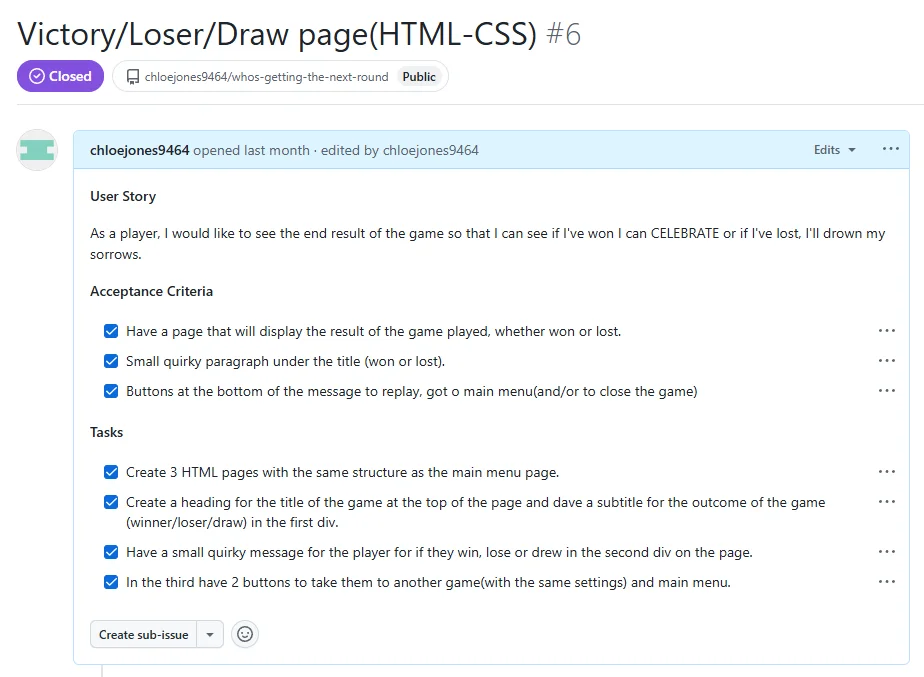 Victory/Loser/Draw page(HTML-CSS) #6
Closed
chloejones9464/whos-getting-the-next-round Public
chloejones9464 opened last month · edited by chloejones9464 Edits
User Story
As a player, I would like to see the end result of the game so that I can see if I've won I can CELEBRATE or if I've lost, I'll drown my
sorrows.
Acceptance Criteria
Have a page that will display the result of the game played, whether won or lost.
Small quirky paragraph under the title (won or lost).
Buttons at the bottom of the message to replay, got o main menu(and/or to close the game)
Tasks
Create 3 HTML pages with the same structure as the main menu page.
Create a heading for the title of the game at the top of the page and dave a subtitle for the outcome of the game
(winner/loser/draw) in the first div.
Have a small quirky message for the player for if they win, lose or drew in the second div on the page.
In the third have 2 buttons to take them to another game(with the same settings) and main menu.
Create sub-issue